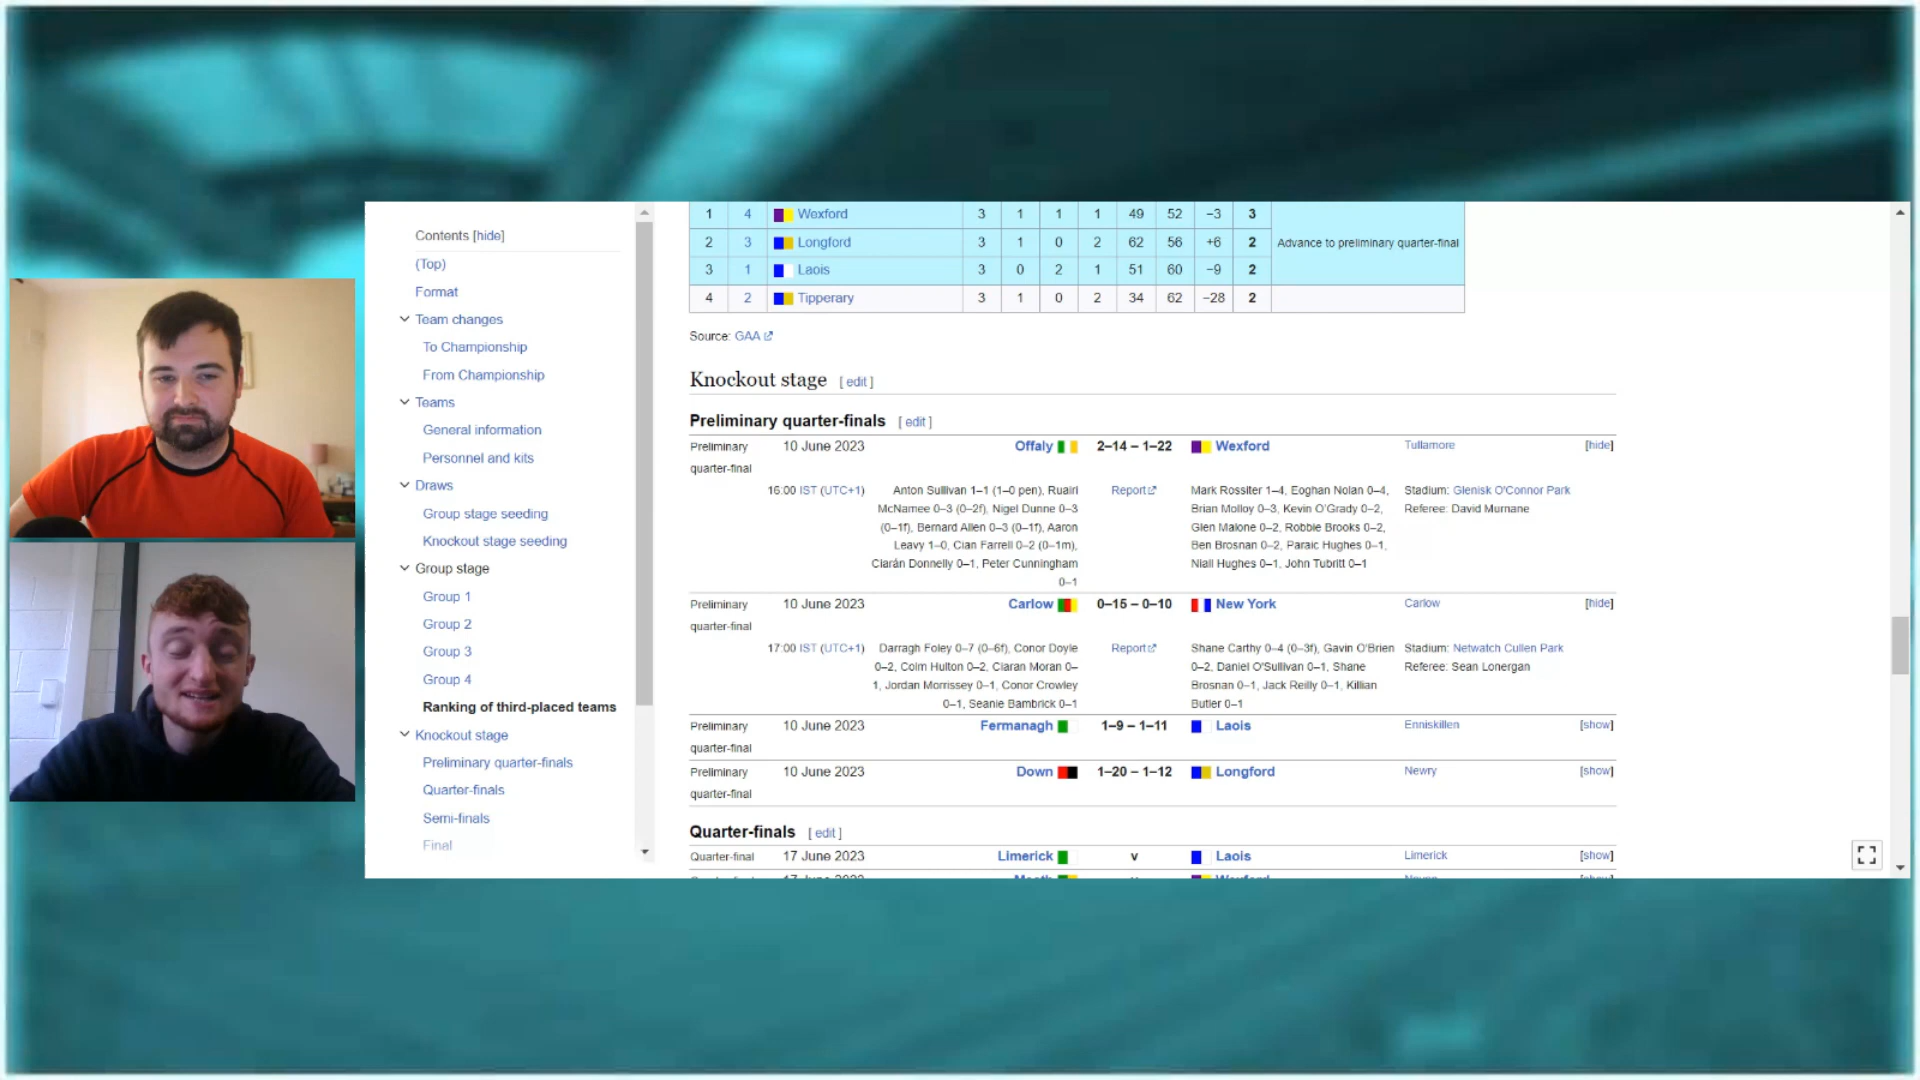 Contents [hide]
(Top)
Format
Team changes
To Championship
From Championship
Teams
General information
Personnel and kits
Draws
Group stage seeding
Knockout stage seeding
Group stage
Group 1
Group 2
Group 3
Group 4
Ranking of third-placed teams
Knockout stage
Preliminary quarter-finals
Quarter-finals
Semi-finals
Final
1 4 Wexford 3 1 1 1 49 52 −3 3
2 3 Longford 3 1 0 2 62 56 +6 2 Advance to preliminary quarter-final
3 1 Laois 3 0 2 1 51 60 −9 2
4 2 Tipperary 3 1 0 2 34 62 −28 2
Source: GAA
Knockout stage [ edit ]
Preliminary quarter-finals [ edit ]
Preliminary 10 June 2023 Offaly 2–14 – 1–22 Wexford Tullamore [hide]
quarter-final
16:00 IST (UTC+1) Anton Sullivan 1–1 (1–0 pen), Ruairí Report Mark Rossiter 1–4, Eoghan Nolan 0–4, Stadium: Glenisk O'Connor Park
McNamee 0–3 (0–2f), Nigel Dunne 0–3 Brian Molloy 0–3, Kevin O'Grady 0–2, Referee: David Murnane
(0–1f), Bernard Allen 0–3 (0–1f), Aaron Glen Malone 0–2, Robbie Brooks 0–2,
Leavy 1–0, Cian Farrell 0–2 (0–1m), Ben Brosnan 0–2, Paraic Hughes 0–1,
Ciarán Donnelly 0–1, Peter Cunningham Niall Hughes 0–1, John Tubritt 0–1
0–1
Preliminary 10 June 2023 Carlow 0–15 – 0–10 New York Carlow [hide]
quarter-final
17:00 IST (UTC+1) Darragh Foley 0–7 (0–6f), Conor Doyle Report Shane Carthy 0–4 (0–3f), Gavin O'Brien Stadium: Netwatch Cullen Park
0–2, Colm Hulton 0–2, Ciaran Moran 0– 0–2, Daniel O'Sullivan 0–1, Shane Referee: Sean Lonergan
1, Jordan Morrissey 0–1, Conor Crowley Brosnan 0–1, Jack Reilly 0–1, Killian
0–1, Seanie Bambrick 0–1 Butler 0–1
Preliminary 10 June 2023 Fermanagh 1–9 – 1–11 Laois Enniskillen [show]
quarter-final
Preliminary 10 June 2023 Down 1–20 – 1–12 Longford Newry [show]
quarter-final
Quarter-finals [ edit ]
Quarter-final 17 June 2023 Limerick v Laois Limerick [show]